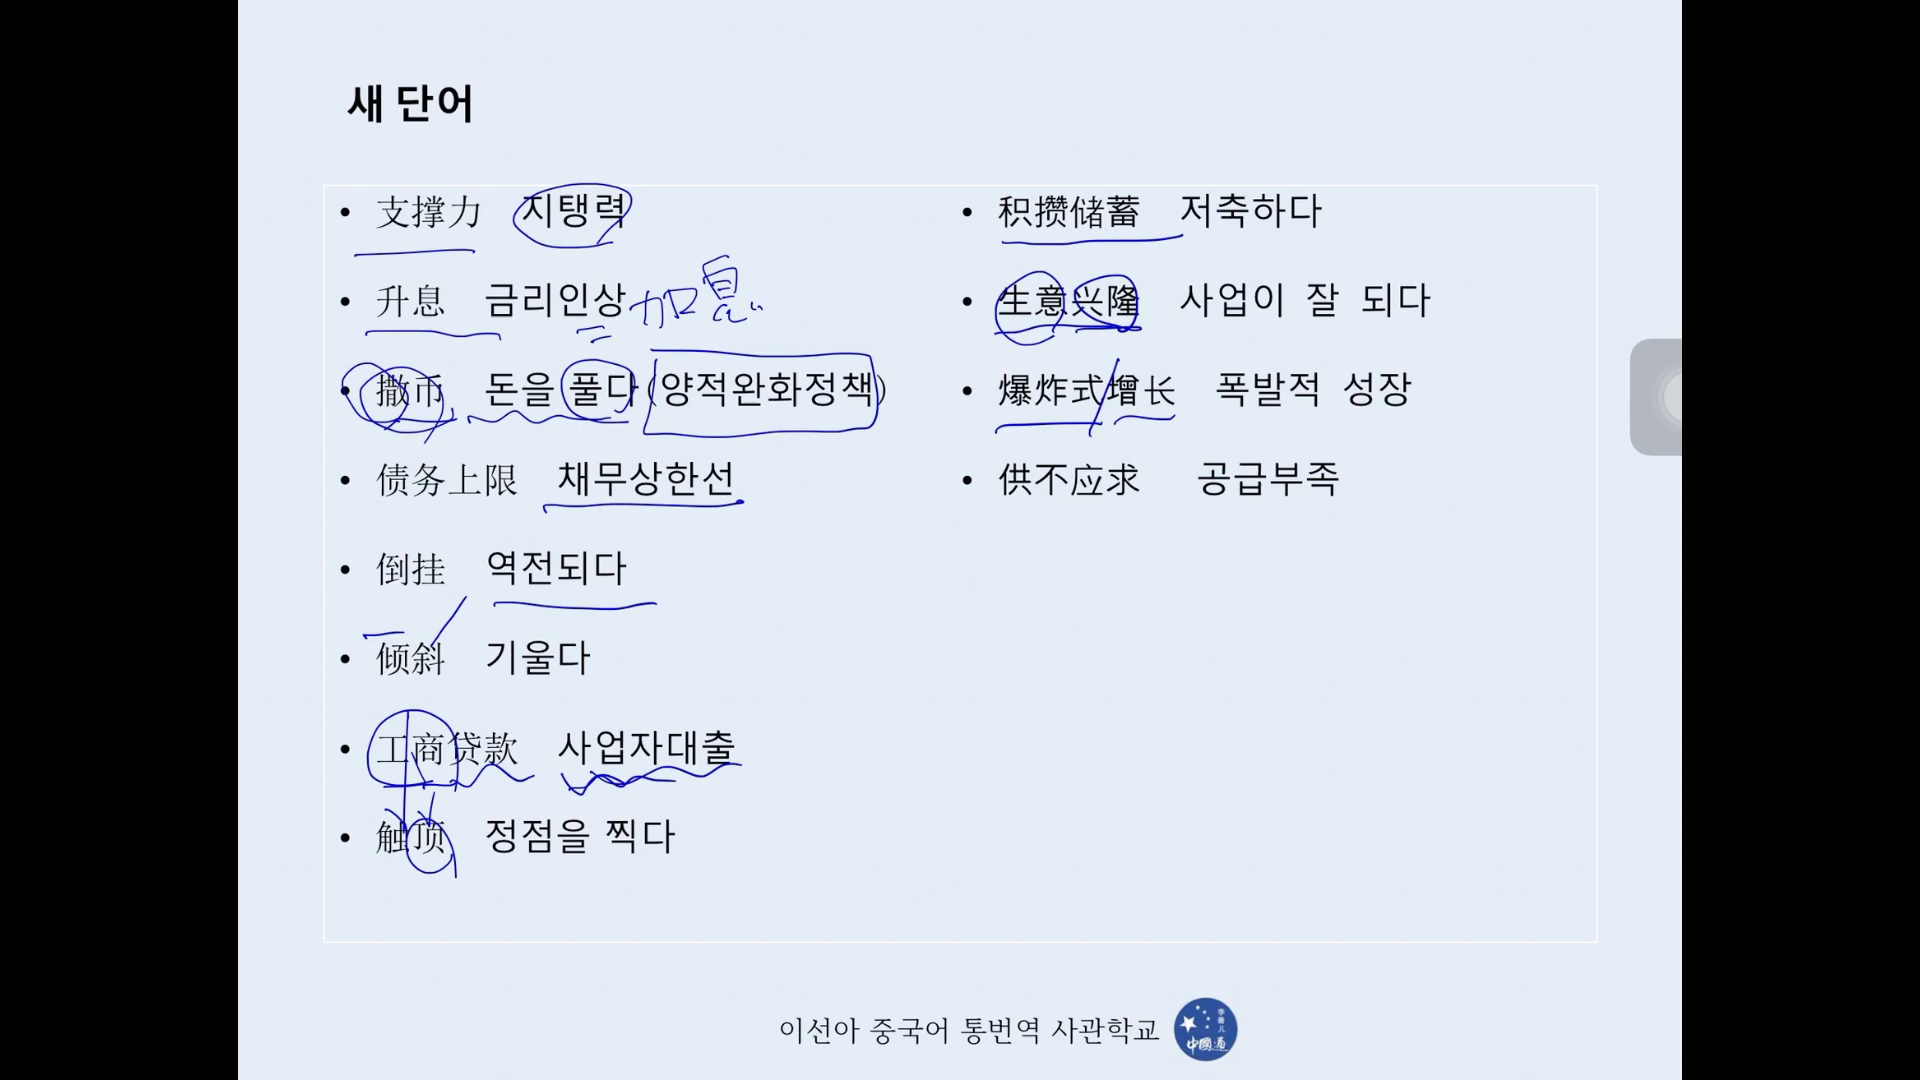 새 단어
• 支撑力 지탱력
• 升息 금리인상 加息
• 撒币 돈을 풀다 (양적완화정책)
• 债务上限 채무상한선
• 倒挂 역전되다
• 倾斜 기울다
• 工商贷款 사업자대출
• 触顶 정점을 찍다
• 积攒储蓄 저축하다
• 生意兴隆 사업이 잘 되다
• 爆炸式增长 폭발적 성장
• 供不应求 공급부족
이선아 중국어 통번역 사관학교